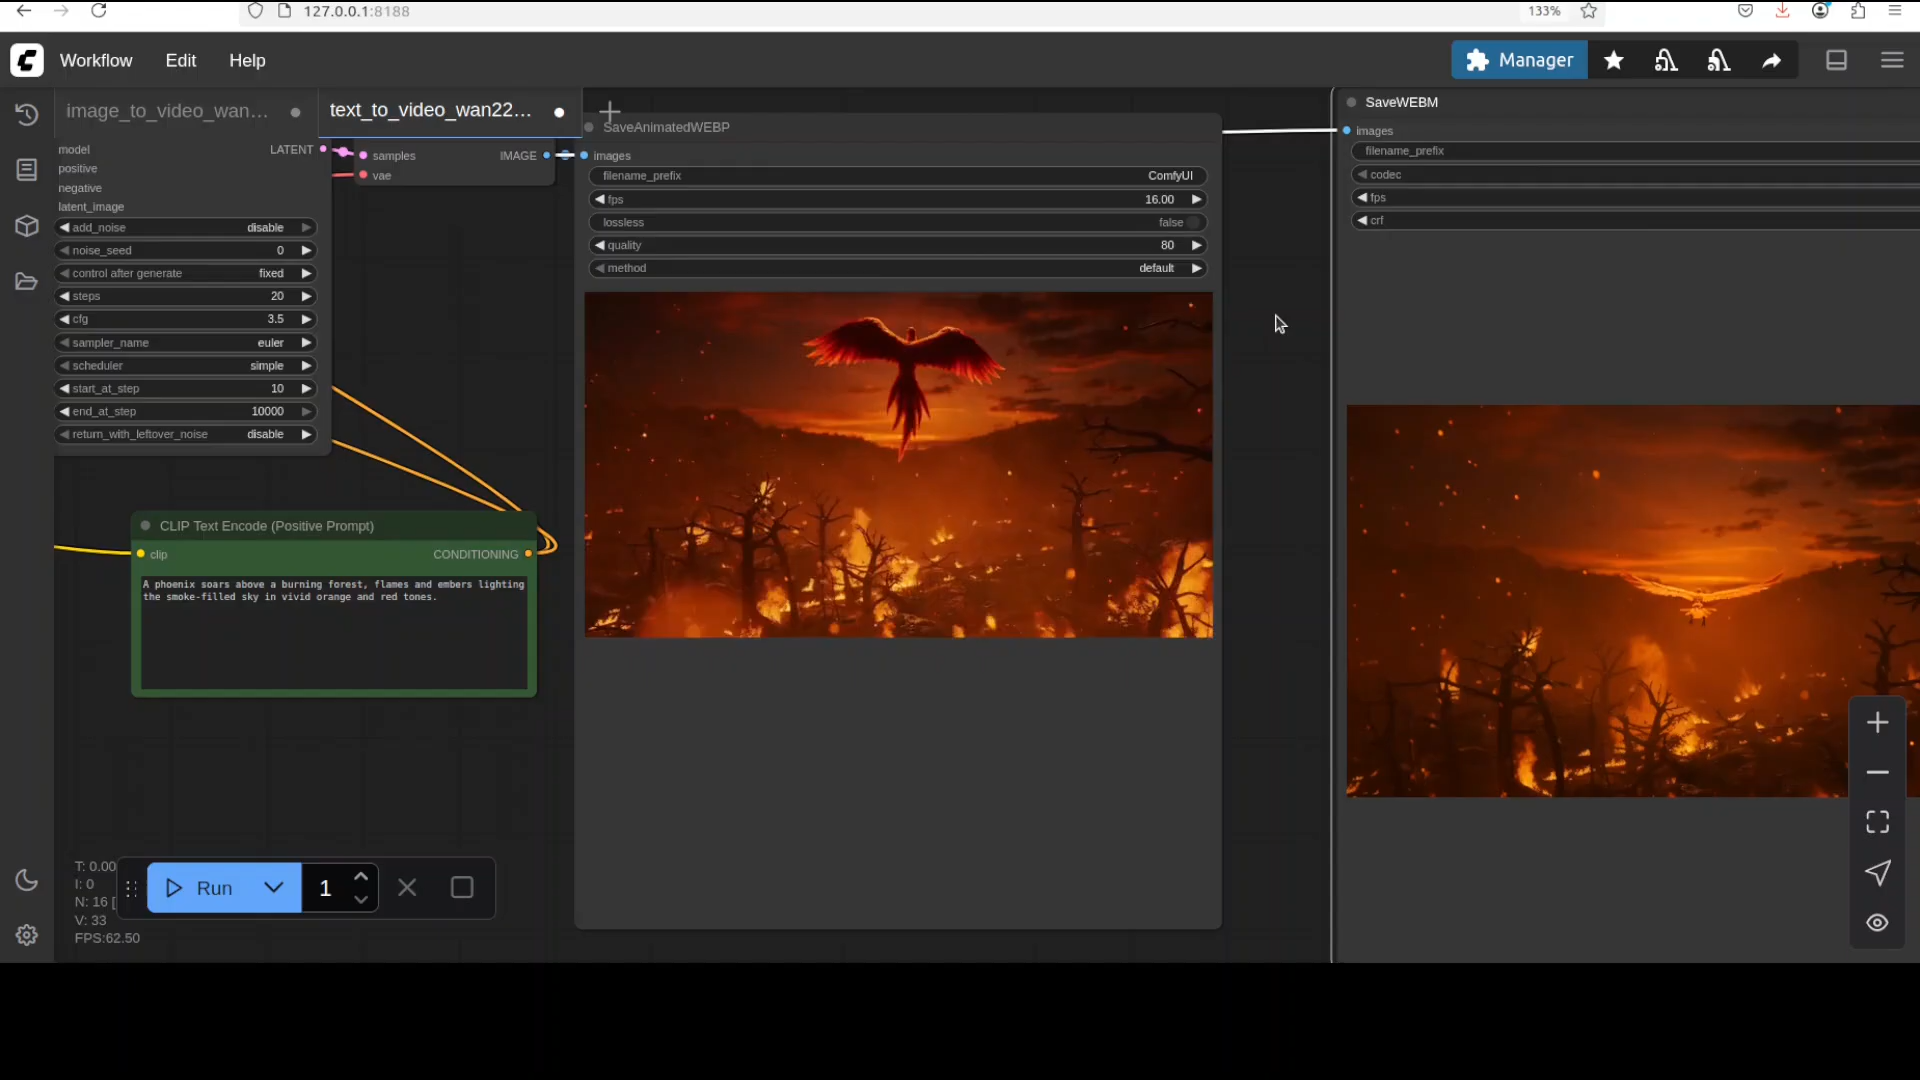 127.0.0.1:8188
133%
Workflow
Edit
Help
Manager
image_to_video_wan...
text_to_video_wan22...
model
LATENT
positive
negative
latent_image
add_noise disable
noise_seed 0
control after generate fixed
steps 20
cfg 3.5
sampler_name euler
scheduler simple
start_at_step 10
end_at_step 10000
return_with_leftover_noise disable
samples
IMAGE
vae
SaveAnimatedWEBP
images
filename_prefix ComfyUI
fps 16.00
lossless false
quality 80
method default
SaveWEBM
images
filename_prefix
codec
fps
crf
CLIP Text Encode (Positive Prompt)
clip
CONDITIONING
A phoenix soars above a burning forest, flames and embers lighting
the smoke-filled sky in vivid orange and red tones.
T: 0.00
I: 0
N: 16 [
V: 33
FPS:62.50
Run
1